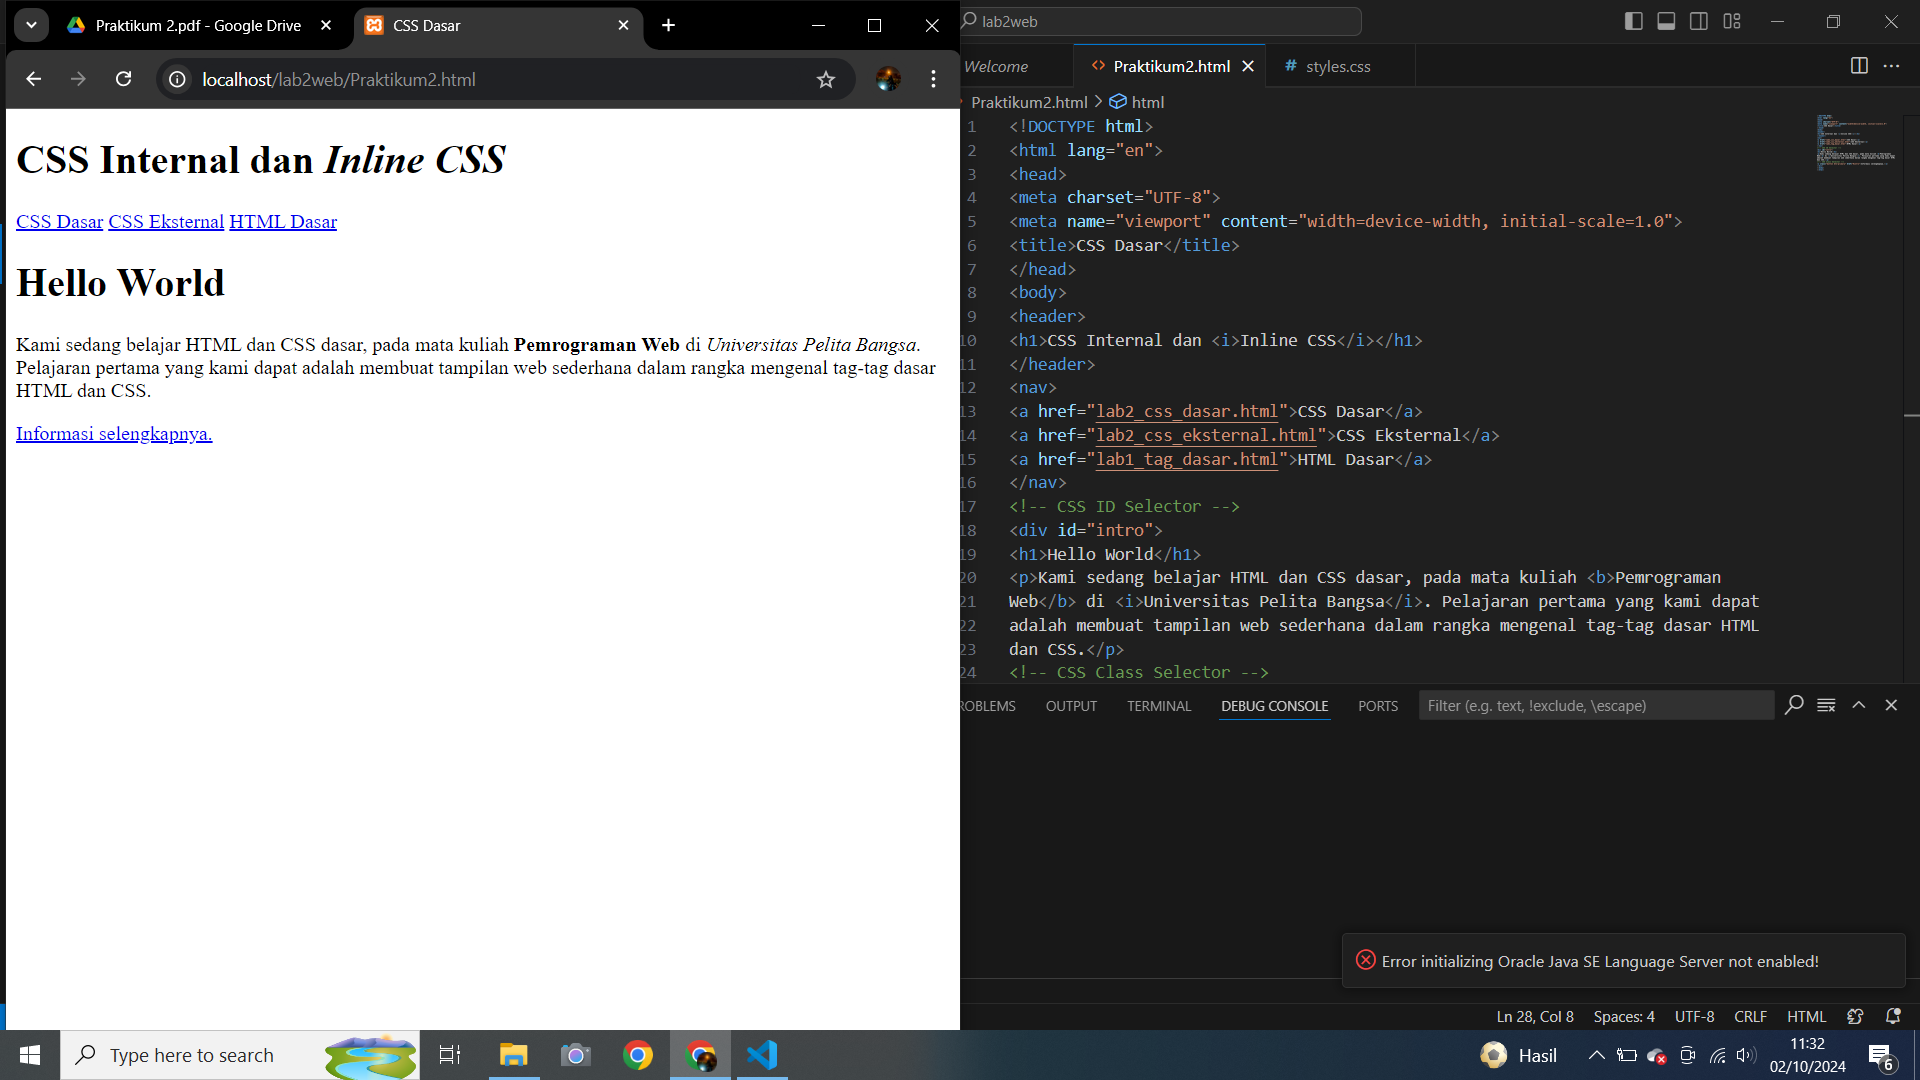 Praktikum 2.pdf - Google Drive
CSS Dasar
localhost/lab2web/Praktikum2.html
CSS Internal dan Inline CSS
CSS Dasar CSS Eksternal HTML Dasar
Hello World
Kami sedang belajar HTML dan CSS dasar, pada mata kuliah Pemrograman Web di Universitas Pelita Bangsa.
Pelajaran pertama yang kami dapat adalah membuat tampilan web sederhana dalam rangka mengenal tag-tag dasar
HTML dan CSS.
Informasi selengkapnya.
lab2web
Welcome
Praktikum2.html
# styles.css
Praktikum2.html > html
1 <!DOCTYPE html>
2 <html lang="en">
3 <head>
4 <meta charset="UTF-8">
5 <meta name="viewport" content="width=device-width, initial-scale=1.0">
6 <title>CSS Dasar</title>
7 </head>
8 <body>
9 <header>
10 <h1>CSS Internal dan <i>Inline CSS</i></h1>
11 </header>
12 <nav>
13 <a href="lab2_css_dasar.html">CSS Dasar</a>
14 <a href="lab2_css_eksternal.html">CSS Eksternal</a>
15 <a href="lab1_tag_dasar.html">HTML Dasar</a>
16 </nav>
17 <!-- CSS ID Selector -->
18 <div id="intro">
19 <h1>Hello World</h1>
20 <p>Kami sedang belajar HTML dan CSS dasar, pada mata kuliah <b>Pemrograman
21 Web</b> di <i>Universitas Pelita Bangsa</i>. Pelajaran pertama yang kami dapat
22 adalah membuat tampilan web sederhana dalam rangka mengenal tag-tag dasar HTML
23 dan CSS.</p>
24 <!-- CSS Class Selector -->
ROBLEMS OUTPUT TERMINAL DEBUG CONSOLE PORTS Filter (e.g. text, !exclude, \escape)
Error initializing Oracle Java SE Language Server not enabled!
Ln 28, Col 8 Spaces: 4 UTF-8 CRLF HTML
Type here to search
Hasil
11:32
02/10/2024
6